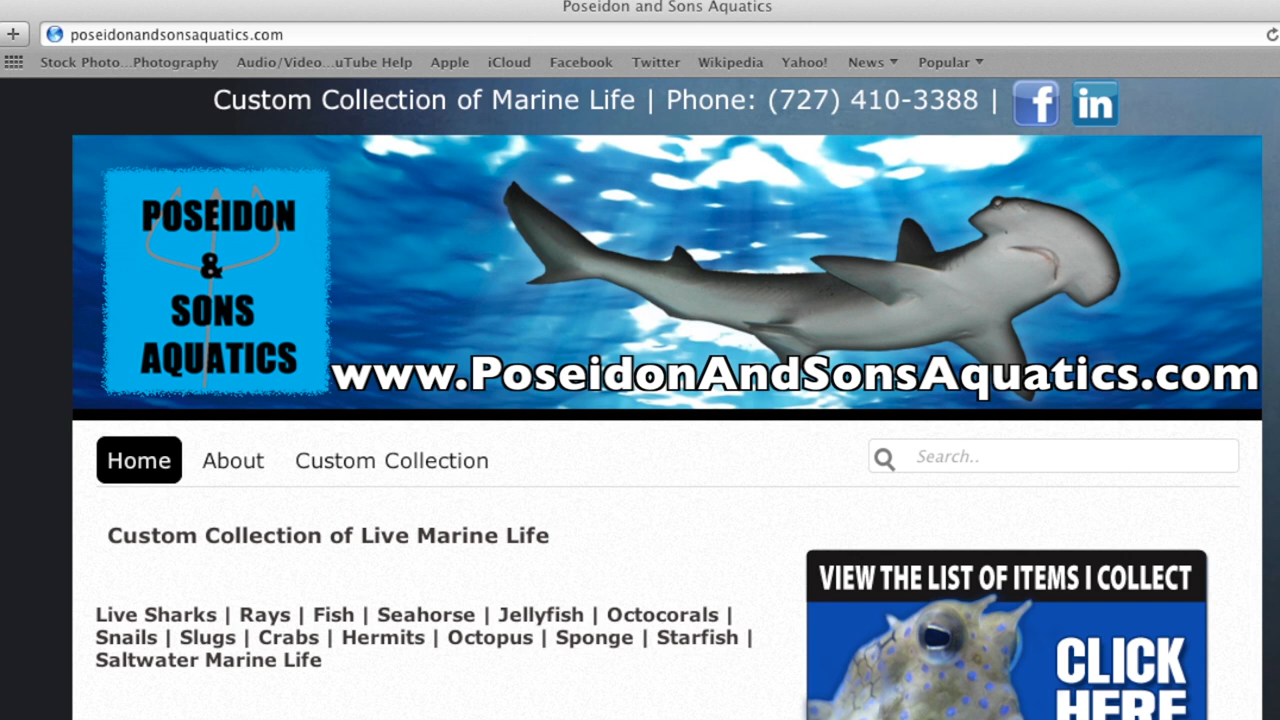 Poseidon and Sons Aquatics
poseidonandsonsaquatics.com
Stock Photo...Photography Audio/Video...uTube Help Apple iCloud Facebook Twitter Wikipedia Yahoo! News Popular
Custom Collection of Marine Life | Phone: (727) 410-3388 | f in
POSEIDON
&
SONS
AQUATICS
www.PoseidonAndSonsAquatics.com
Home About Custom Collection Search..
Custom Collection of Live Marine Life
VIEW THE LIST OF ITEMS I COLLECT
Live Sharks | Rays | Fish | Seahorse | Jellyfish | Octocorals |
Snails | Slugs | Crabs | Hermits | Octopus | Sponge | Starfish |
Saltwater Marine Life
CLICK
HERE